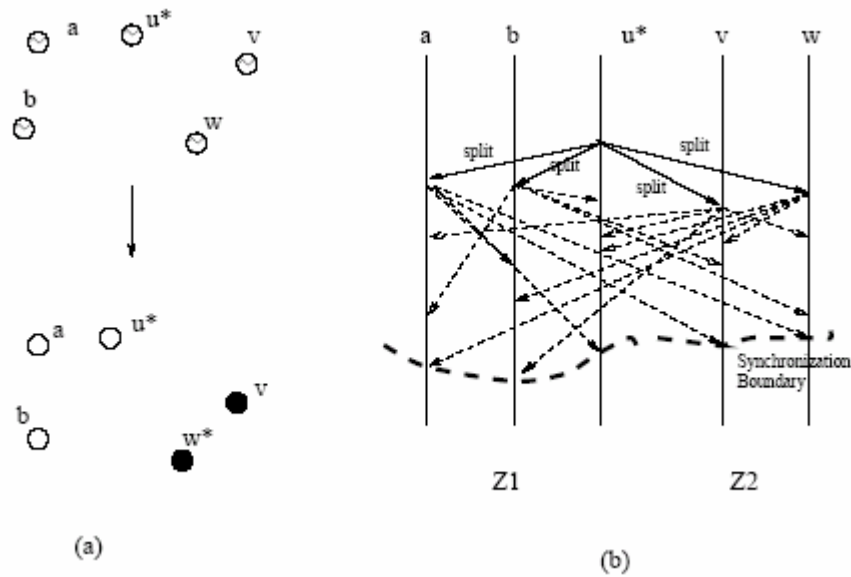 a
u*
v
b
w
a
u*
b
v
w*
(a)
a b u* v w
split
split
split
split
Synchronization
Boundary
Z1 Z2
(b)